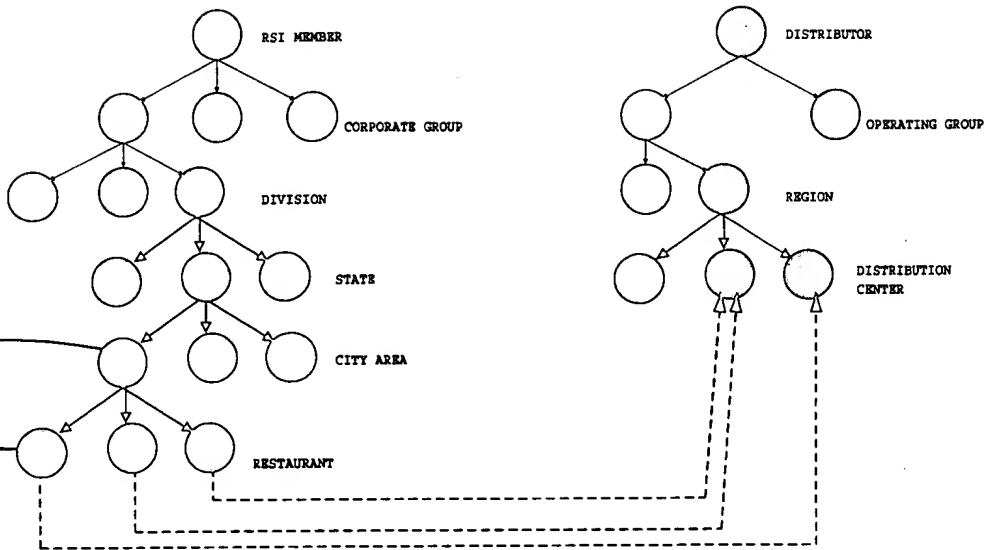 RSI MEMBER
CORPORATE GROUP
DIVISION
STATE
CITY AREA
RESTAURANT
DISTRIBUTOR
OPERATING GROUP
REGION
DISTRIBUTION
CENTER